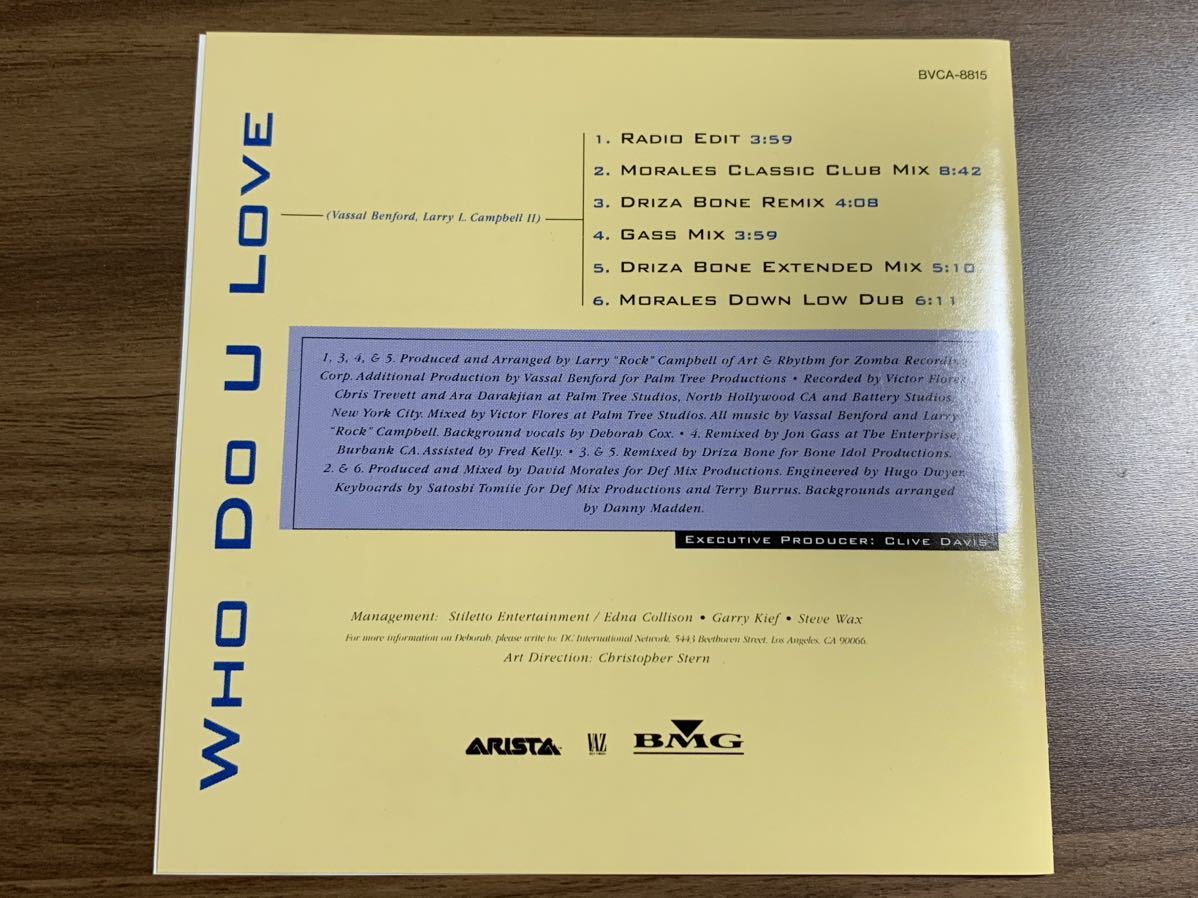 BVCA-8815
WHO DO U LOVE
(Vassal Benford, Larry L. Campbell II)
1. RADIO EDIT 3:59
2. MORALES CLASSIC CLUB MIX 8:42
3. DRIZA BONE REMIX 4:08
4. GASS MIX 3:59
5. DRIZA BONE EXTENDED MIX 5:10
6. MORALES DOWN LOW DUB 6:11
1, 3, 4, & 5. Produced and Arranged by Larry "Rock" Campbell of Art & Rhythm for Zomba Recording
Corp. Additional Production by Vassal Benford for Palm Tree Productions • Recorded by Victor Flores
Chris Trevett and Ara Darakjian at Palm Tree Studios, North Hollywood CA and Battery Studios,
New York City. Mixed by Victor Flores at Palm Tree Studios. All music by Vassal Benford and Larry
"Rock" Campbell. Background vocals by Deborah Cox. • 4. Remixed by Jon Gass at The Enterprise,
Burbank CA. Assisted by Fred Kelly. • 3. & 5. Remixed by Driza Bone for Bone Idol Productions.
2. & 6. Produced and Mixed by David Morales for Def Mix Productions. Engineered by Hugo Dwyer.
Keyboards by Satoshi Tomiie for Def Mix Productions and Terry Burrus. Backgrounds arranged
by Danny Madden.
EXECUTIVE PRODUCER: CLIVE DAVIS
Management: Stiletto Entertainment / Edna Collison • Garry Kief • Steve Wax
For more information on Deborah, please write to: DC International Network, 5443 Beethoven Street, Los Angeles, CA 90066.
Art Direction: Christopher Stern
ARISTA BMG